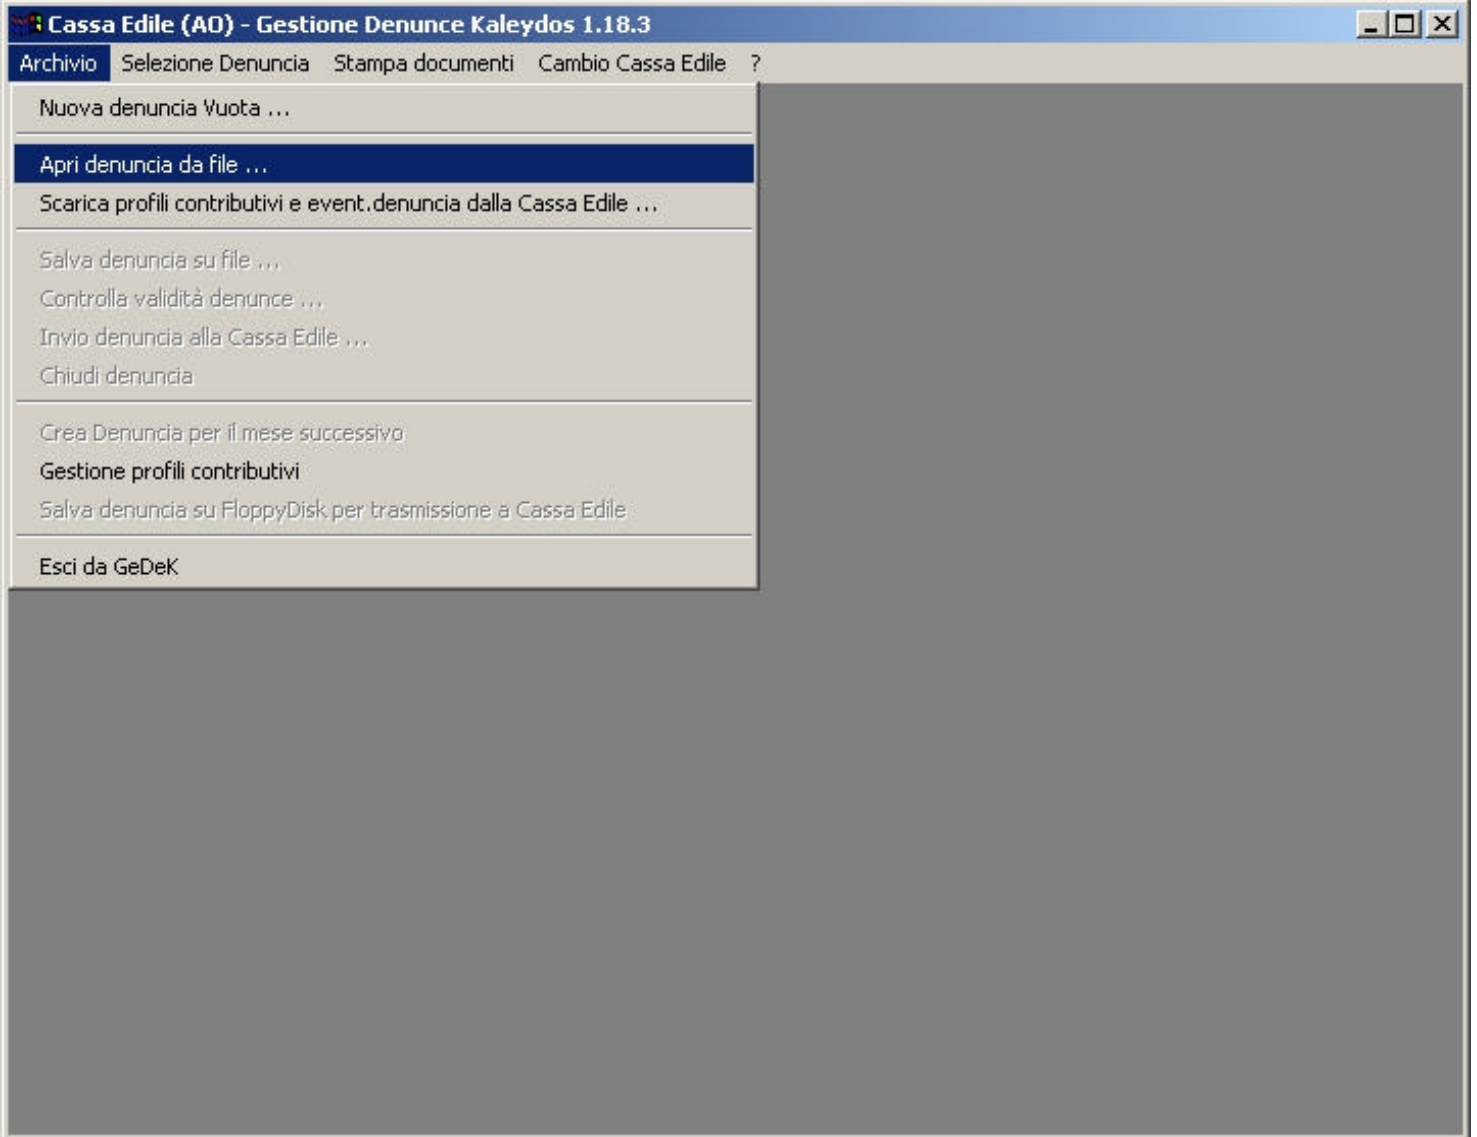 Cassa Edile (AO) - Gestione Denunce Kaleydos 1.18.3
Archivio Selezione Denuncia Stampa documenti Cambio Cassa Edile ?
Nuova denuncia Vuota ...
Apri denuncia da file ...
Scarica profili contributivi e event.denuncia dalla Cassa Edile ...
Salva denuncia su file ...
Controlla validità denunce ...
Invio denuncia alla Cassa Edile ...
Chiudi denuncia
Crea Denuncia per il mese successivo
Gestione profili contributivi
Salva denuncia su FloppyDisk per trasmissione a Cassa Edile
Esci da GeDeK